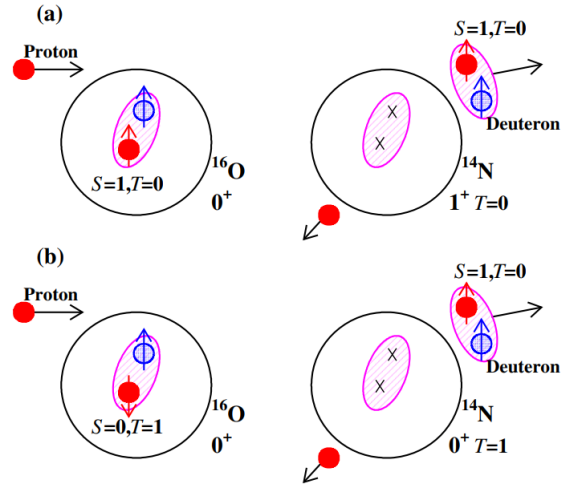 (a)
S=1,T=0
Proton
Deuteron
16O
S=1,T=0
0+
14N
1+ T=0
X
X
(b)
S=1,T=0
Proton
Deuteron
16O
S=0,T=1
0+
14N
0+ T=1
X
X